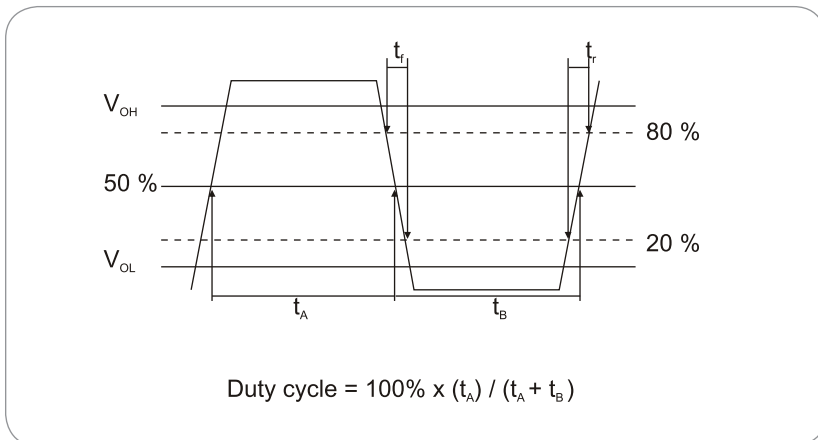 t_f t_r
V_OH
80 %
50 %
20 %
V_OL
t_A t_B
Duty cycle = 100% x (t_A) / (t_A + t_B)